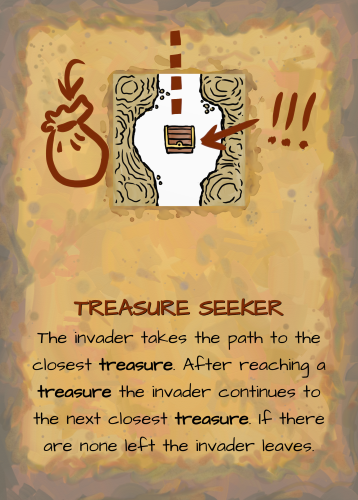 !!!
TREASURE SEEKER
The invader takes the path to the
closest treasure. After reaching a
treasure the invader continues to
the next closest treasure. If there
are none left the invader leaves.